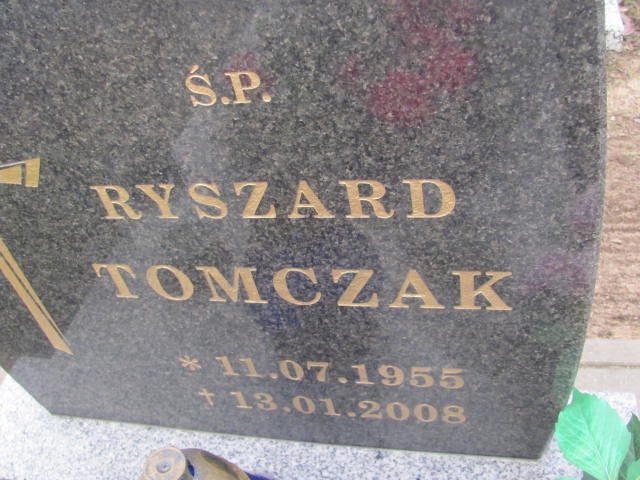 Ś.P.
RYSZARD
TOMCZAK
* 11.07.1955
† 13.01.2008